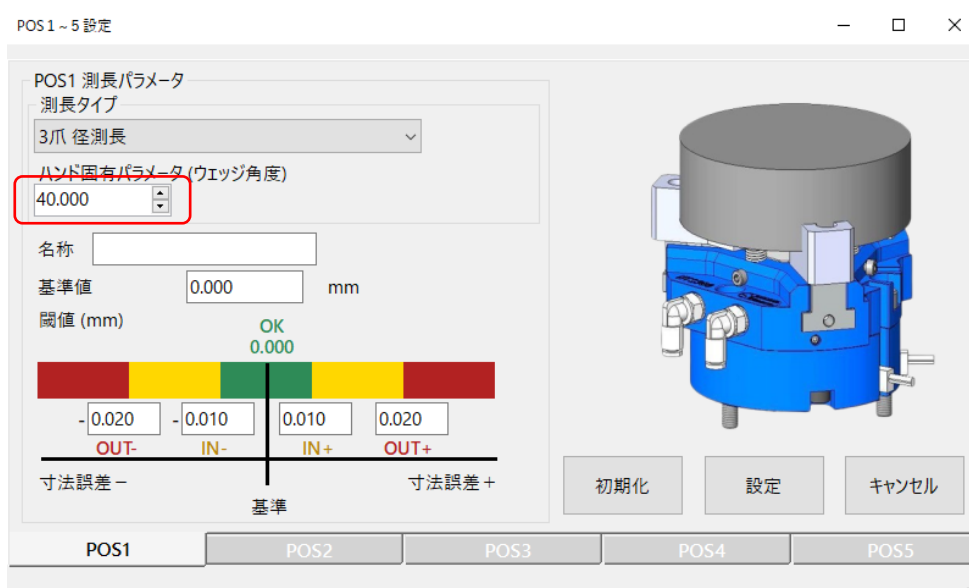 POS 1 ~ 5 設定
POS1 測長パラメータ
測長タイプ
3爪 径測長
ハンド固有パラメータ (ウェッジ角度)
40.000
名称
基準値 0.000 mm
閾値 (mm)
OK
0.000
- 0.020 - 0.010 0.010 0.020
OUT- IN- IN+ OUT+
寸法誤差－ 寸法誤差＋
基準
初期化 設定 キャンセル
POS1 POS2 POS3 POS4 POS5